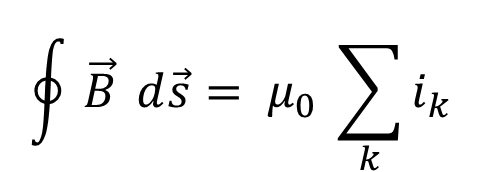 ∮ B⃗ ds⃗ = μ₀ ∑ₖ iₖ